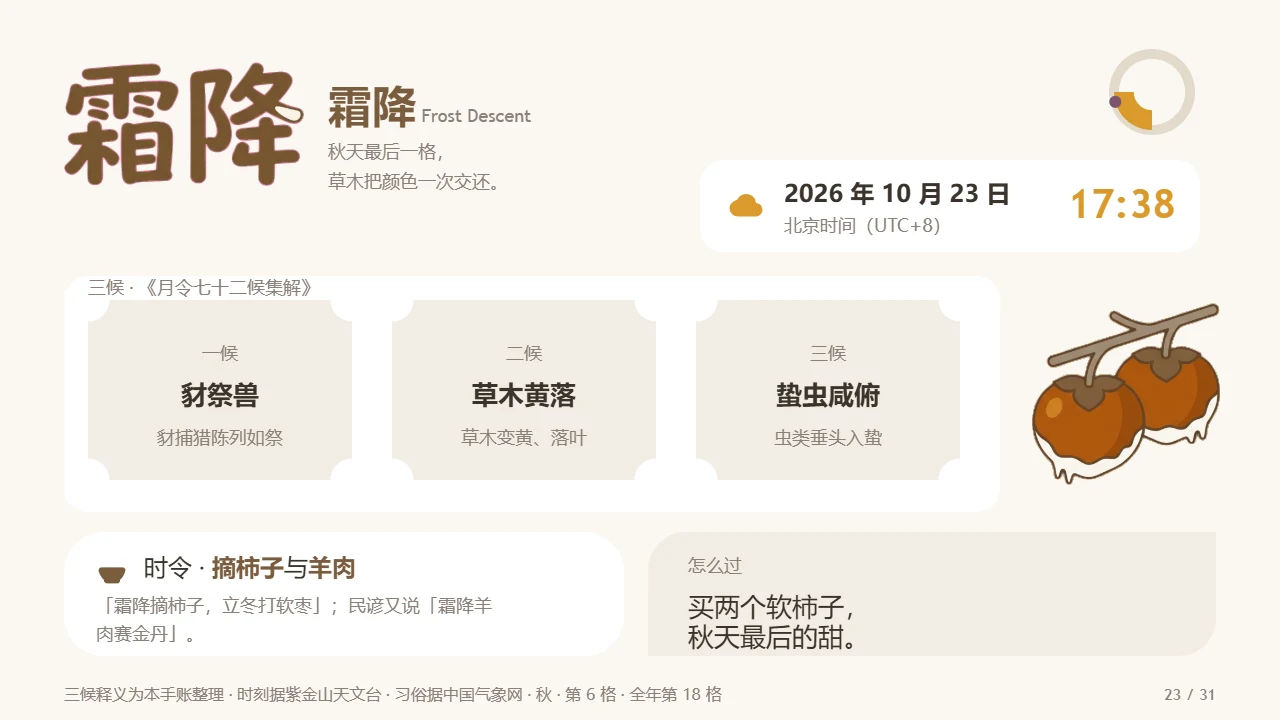 霜降
霜降 Frost Descent
秋天最后一格，
草木把颜色一次交还。
2026 年 10 月 23 日
北京时间（UTC+8）
17:38
三候 ·《月令七十二候集解》
一候
豺祭兽
豺捕猎陈列如祭
二候
草木黄落
草木变黄、落叶
三候
蛰虫咸俯
虫类垂头入蛰
时令 · 摘柿子与羊肉
「霜降摘柿子，立冬打软枣」；民谚又说「霜降羊
肉赛金丹」。
怎么过
买两个软柿子，
秋天最后的甜。
三候释义为本手账整理 · 时刻据紫金山天文台 · 习俗据中国气象网 · 秋 · 第 6 格 · 全年第 18 格
23 / 31